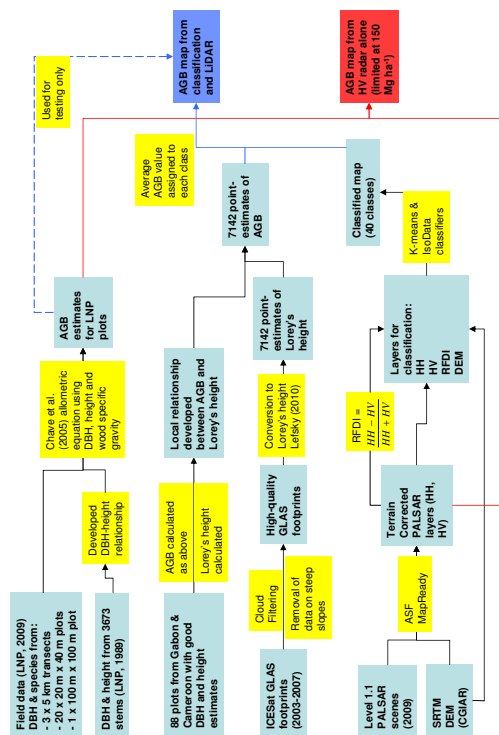 Field data (LNP, 2009)
DBH & species from:
- 3 x 5 km transects
- 20 x 20 m x 40 m plots
- 1 x 100 m x 100 m plot
DBH & height from 3673
stems (LNP, 1989)
Developed
DBH-height
relationship
Chave et al.
(2005) allometric
equation using
DBH, height and
wood specific
gravity
AGB
estimates
for LNP
plots
Used for
testing only
AGB map from
classification
and LiDAR
88 plots from Gabon &
Cameroon with good
DBH and height
estimates
AGB calculated
as above
Lorey's height
calculated
Local relationship
developed
between AGB and
Lorey's height
7142 point-
estimates of
AGB
Average
AGB value
assigned to
each class
ICESat GLAS
footprints
(2003-2007)
Cloud
Filtering
Removal of
data on steep
slopes
High-quality
GLAS
footprints
Conversion to
Lorey's height
Lefsky (2010)
7142 point-
estimates of
Lorey's
height
Level 1.1
PALSAR
scenes
(2009)
SRTM
DEM
(CGIAR)
ASF
MapReady
Terrain
Corrected
PALSAR
layers (HH,
HV)
RFDI =
HH − HV
HH + HV
Layers for
classification:
HH
HV
RFDI
DEM
K-means &
IsoData
classifiers
Classified map
(40 classes)
AGB map from
HV radar alone
(limited at 150
Mg ha⁻¹)